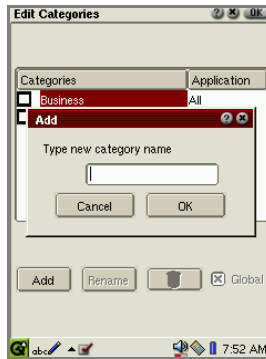 Edit Categories OK
Categories Application
Business All
Add
Type new category name
Cancel OK
Add Rename Global
abc 7:52 AM